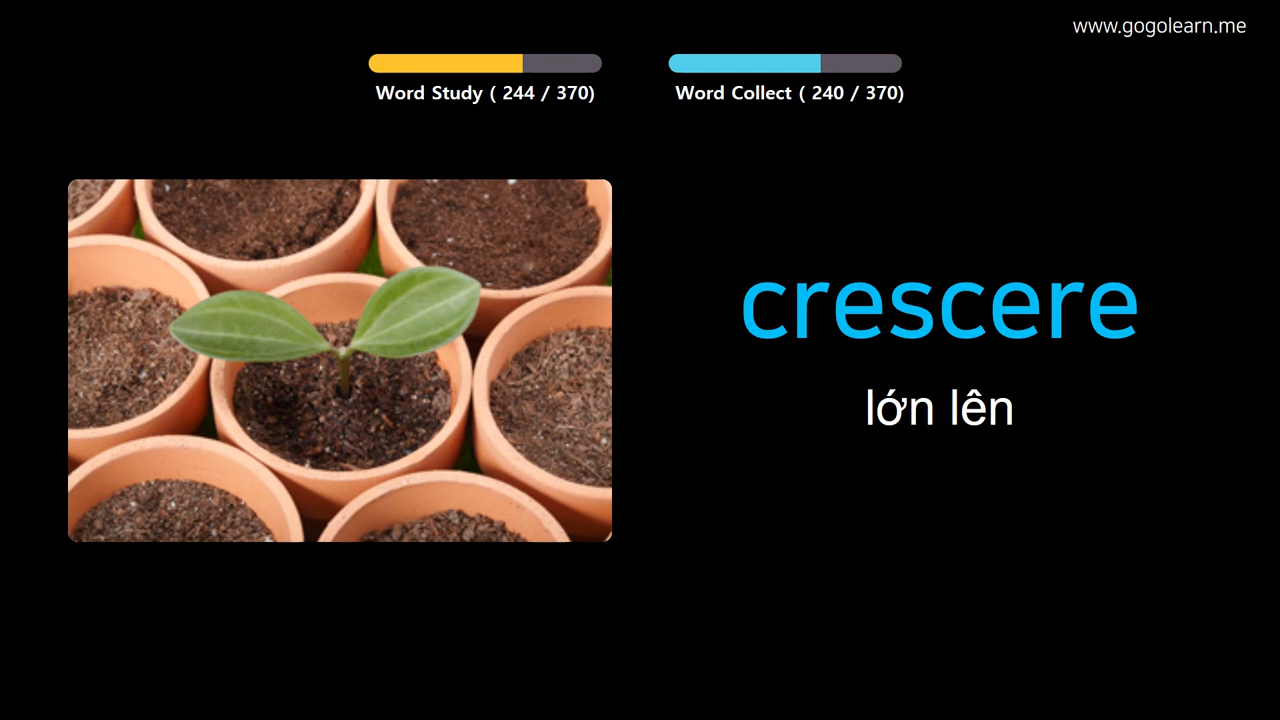 www.gogolearn.me
Word Study ( 244 / 370)
Word Collect ( 240 / 370)
crescere
lớn lên